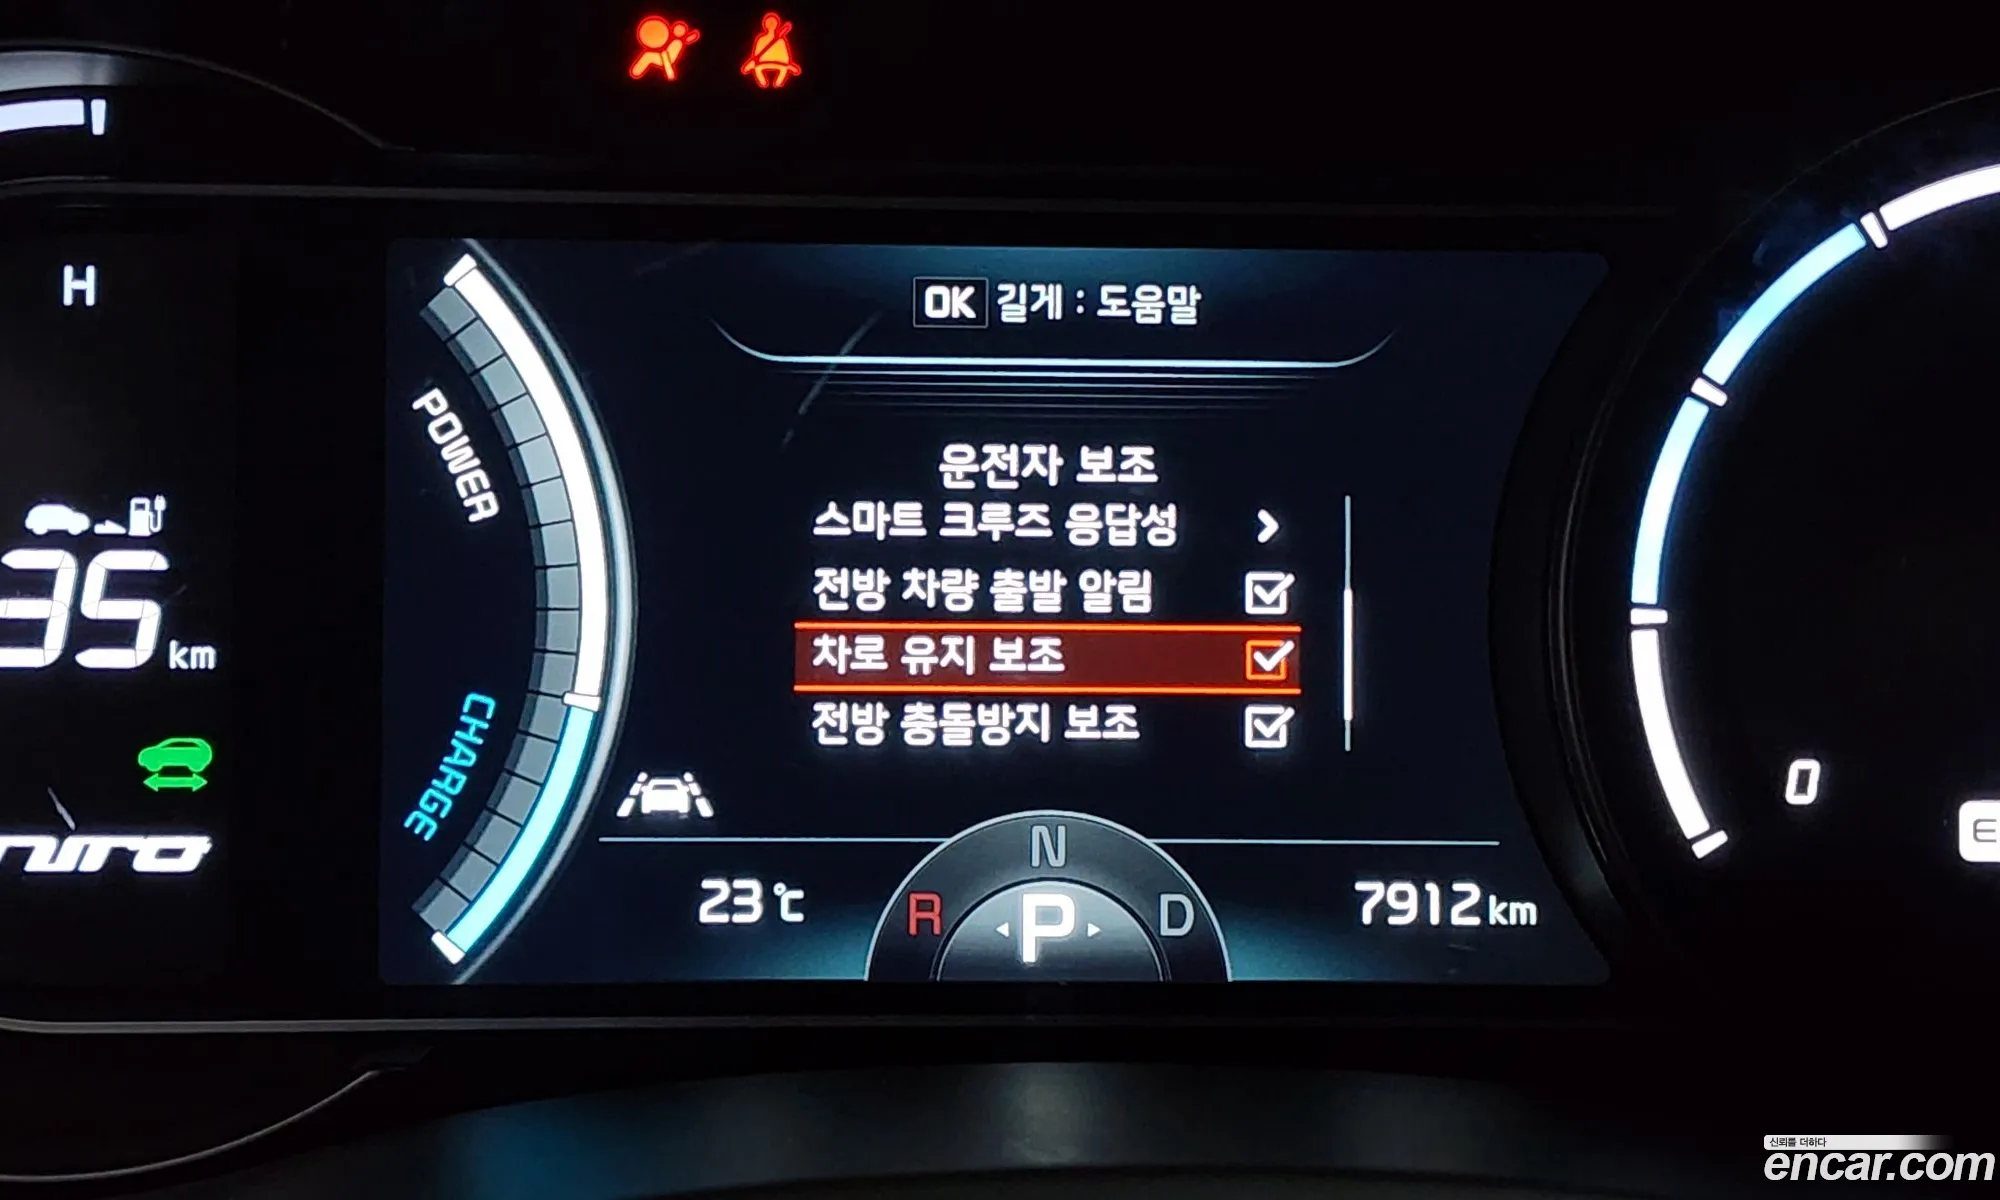 H
OK 길게 : 도움말
POWER
운전자 보조
스마트 크루즈 응답성
전방 차량 출발 알림
차로 유지 보조
전방 충돌방지 보조
35 km
CHARGE
niro
0
E
N
R P D
23 ℃
7912 km
신뢰를 더하다
encar.com